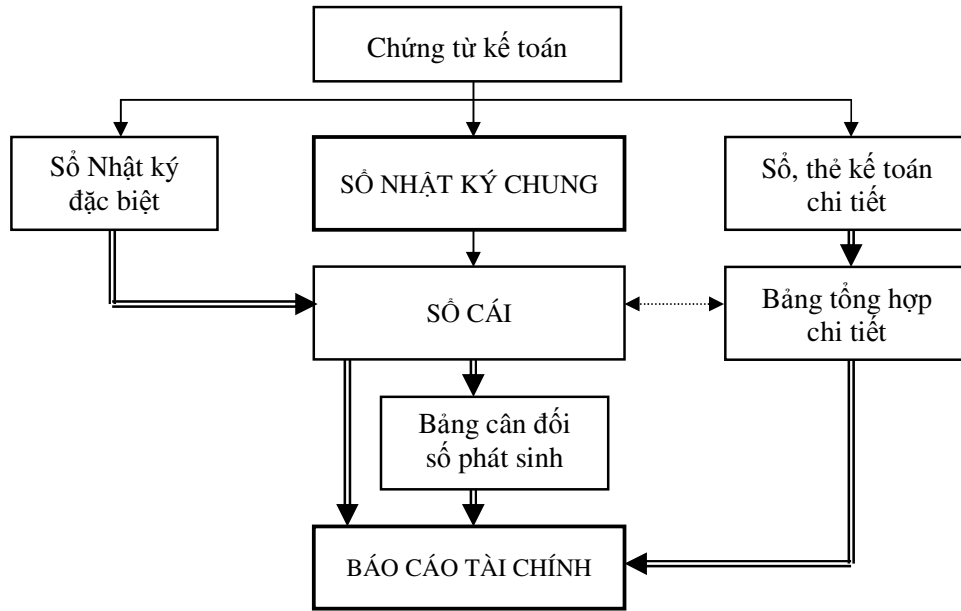 Chứng từ kế toán
Sổ Nhật ký
đặc biệt
SỔ NHẬT KÝ CHUNG
Sổ, thẻ kế toán
chi tiết
SỔ CÁI
Bảng tổng hợp
chi tiết
Bảng cân đối
số phát sinh
BÁO CÁO TÀI CHÍNH